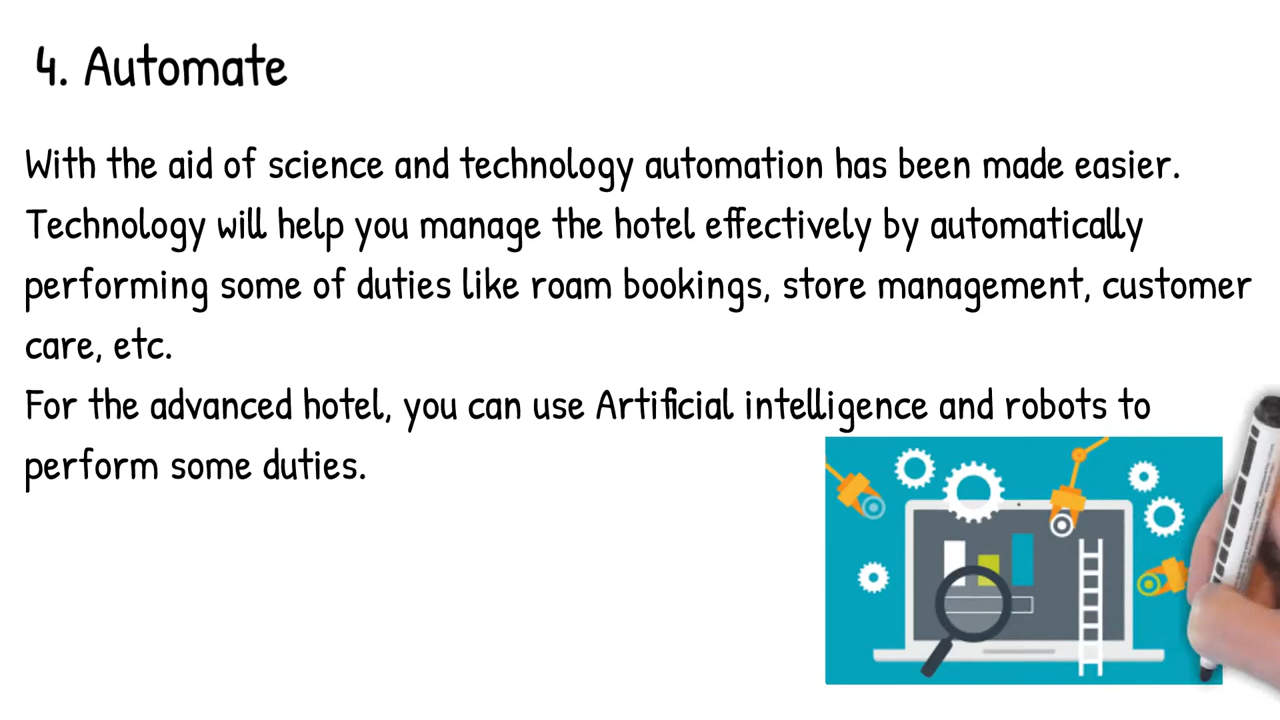 4. Automate
With the aid of science and technology automation has been made easier.
Technology will help you manage the hotel effectively by automatically
performing some of duties like roam bookings, store management, customer
care, etc.
For the advanced hotel, you can use Artificial intelligence and robots to
perform some duties.